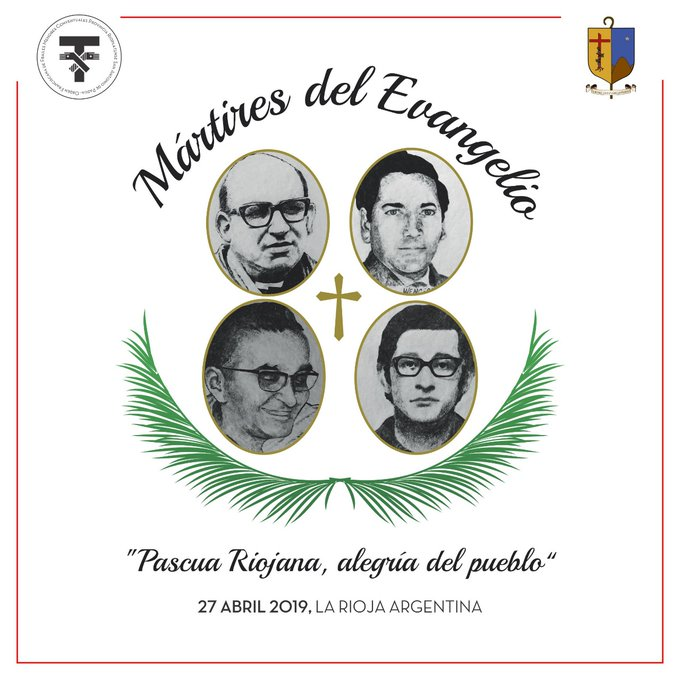 Mártires del Evangelio
"Pascua Riojana, alegría del pueblo“
27 ABRIL 2019, LA RIOJA ARGENTINA